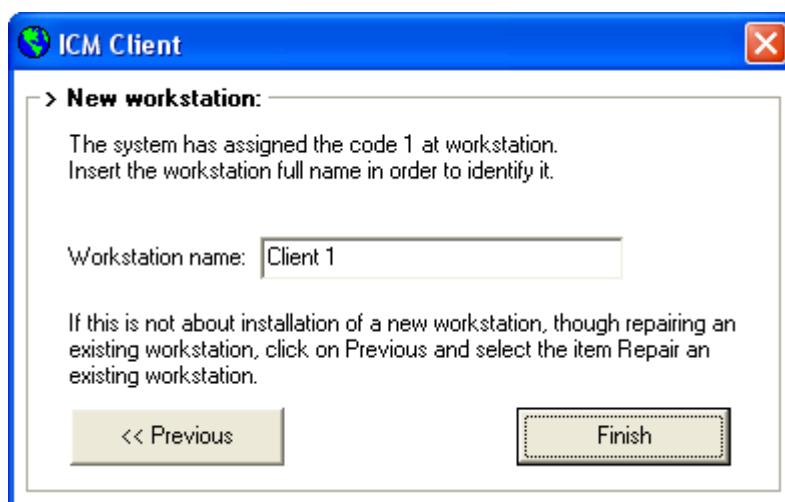 ICM Client
> New workstation:
The system has assigned the code 1 at workstation.
Insert the workstation full name in order to identify it.
Workstation name: Client 1
If this is not about installation of a new workstation, though repairing an
existing workstation, click on Previous and select the item Repair an
existing workstation.
<< Previous Finish